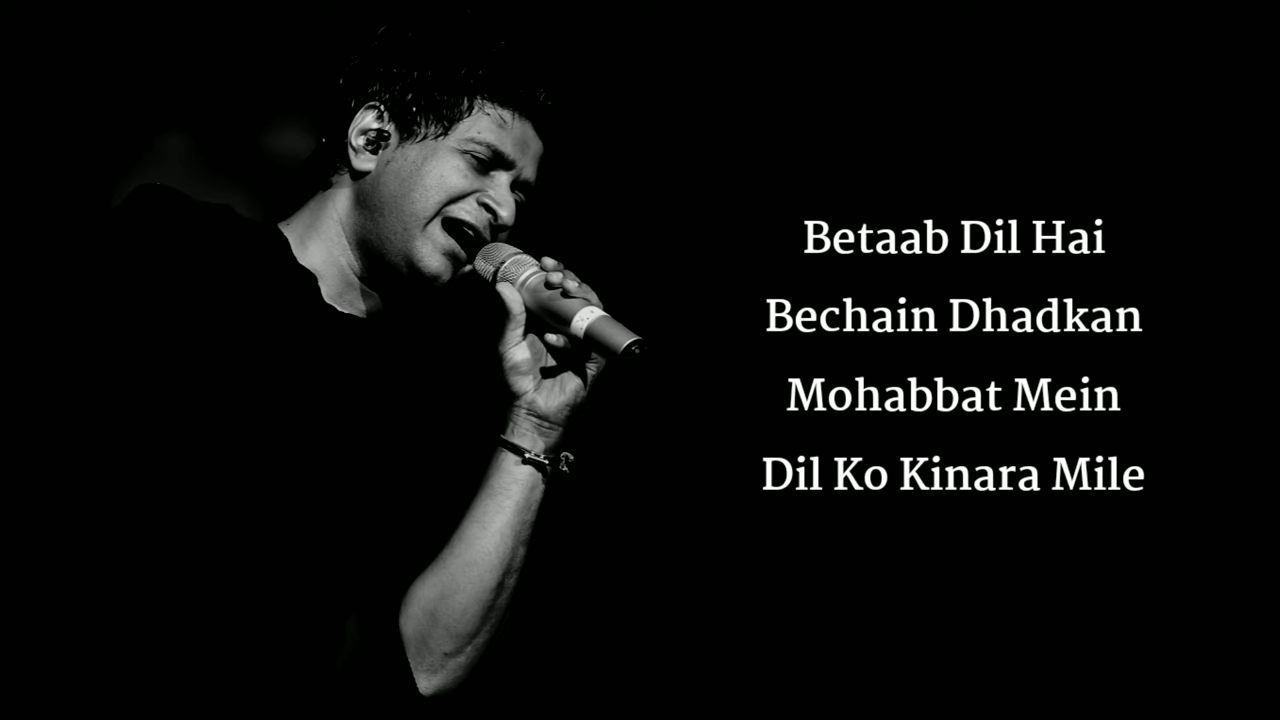 Betaab Dil Hai
Bechain Dhadkan
Mohabbat Mein
Dil Ko Kinara Mile